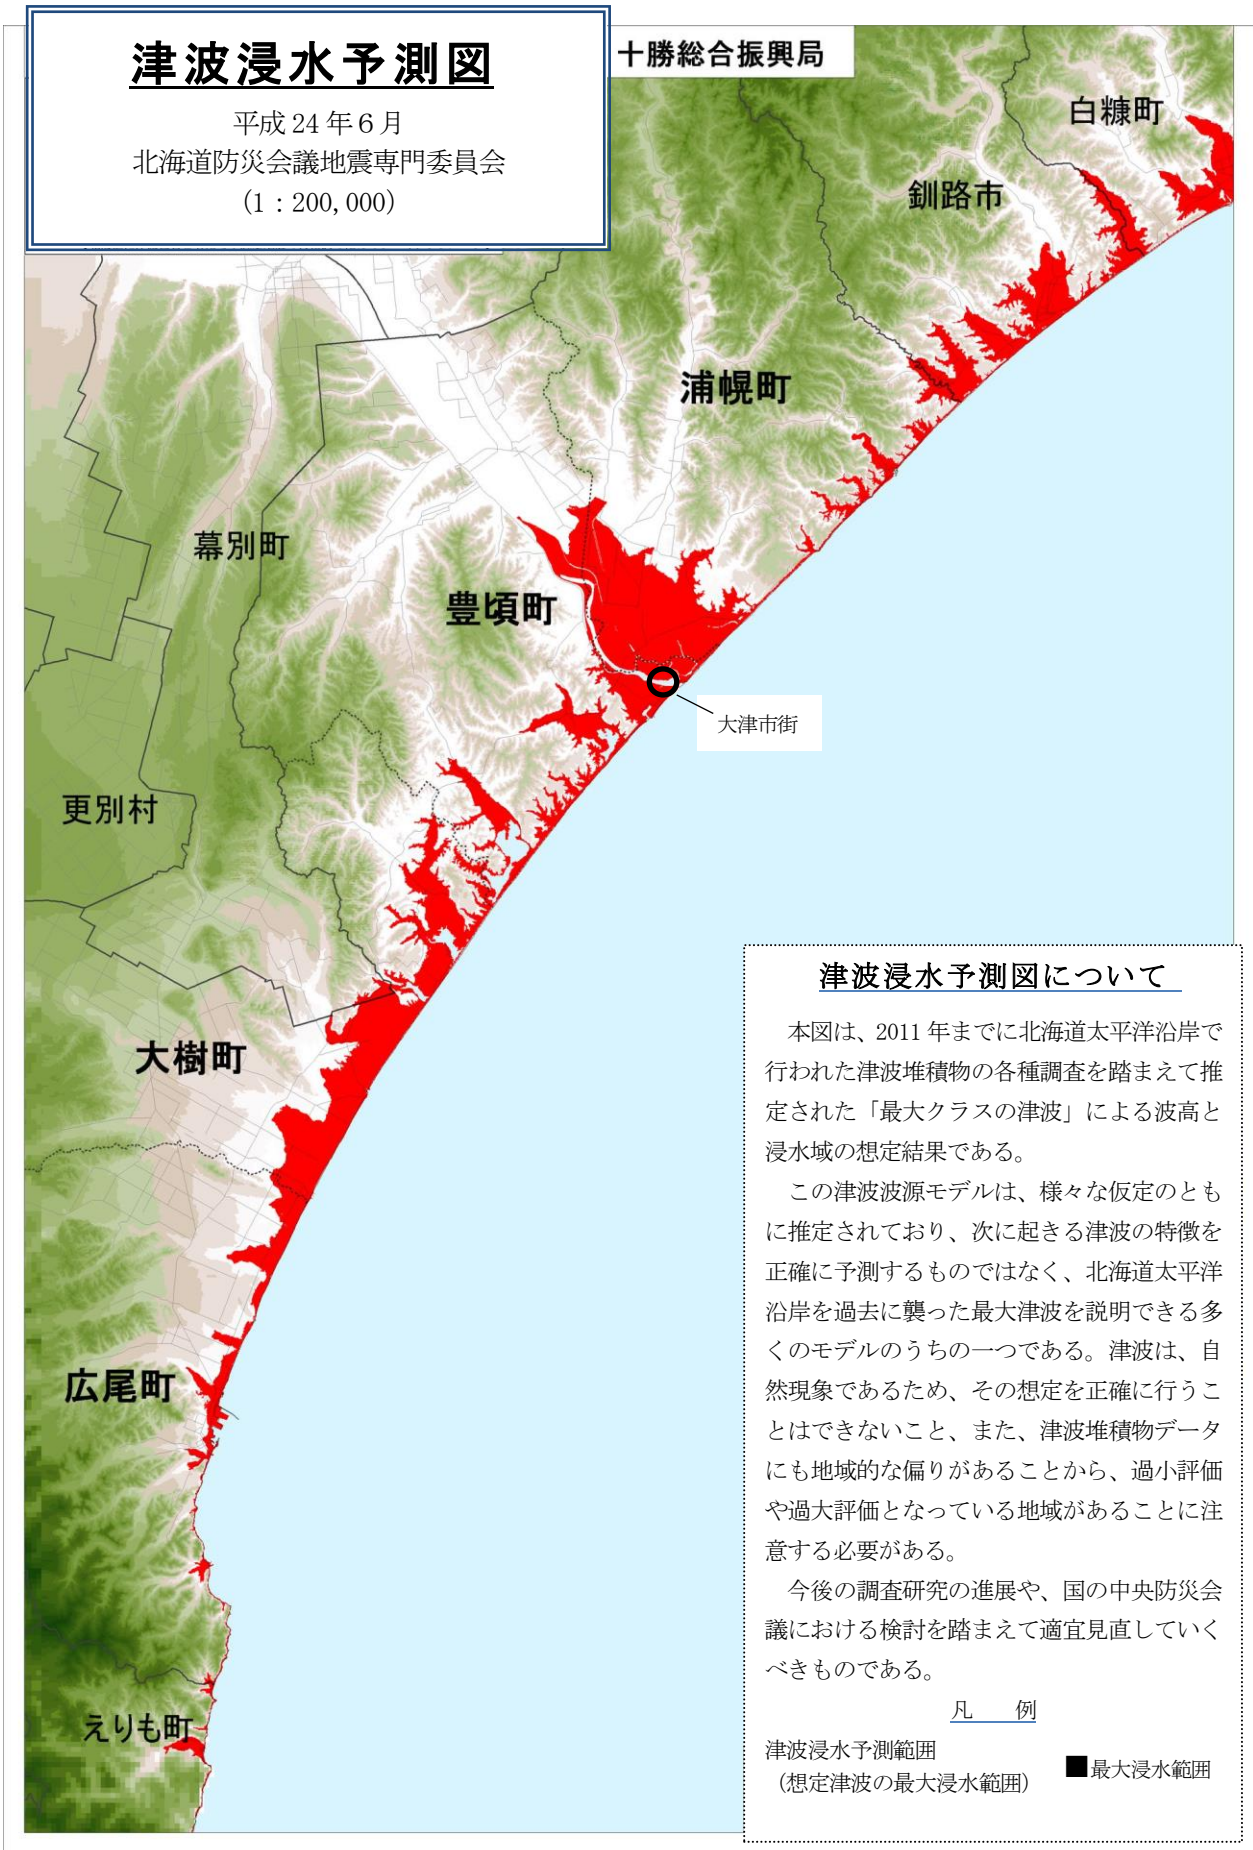 津波浸水予測図
平成 24 年６月
北海道防災会議地震専門委員会
(1：200,000)
十勝総合振興局
白糠町
釧路市
浦幌町
幕別町
豊頃町
大津市街
更別村
大樹町
広尾町
えりも町
津波浸水予測図について
本図は、2011 年までに北海道太平洋沿岸で
行われた津波堆積物の各種調査を踏まえて推
定された「最大クラスの津波」による波高と
浸水域の想定結果である。
この津波波源モデルは、様々な仮定のとも
に推定されており、次に起きる津波の特徴を
正確に予測するものではなく、北海道太平洋
沿岸を過去に襲った最大津波を説明できる多
くのモデルのうちの一つである。津波は、自
然現象であるため、その想定を正確に行うこ
とはできないこと、また、津波堆積物データ
にも地域的な偏りがあることから、過小評価
や過大評価となっている地域があることに注
意する必要がある。
今後の調査研究の進展や、国の中央防災会
議における検討を踏まえて適宜見直していく
べきものである。
凡　例
津波浸水予測範囲
（想定津波の最大浸水範囲）
■最大浸水範囲